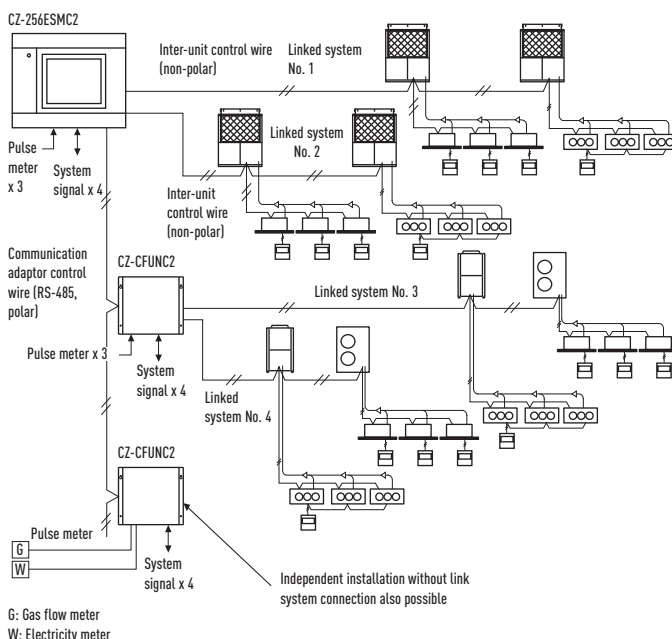 CZ-256ESMC2
Inter-unit control wire
(non-polar)
Linked system
No. 1
Pulse
meter
x 3
System
signal x 4
Linked system
No. 2
Inter-unit
control wire
(non-polar)
Communication
adaptor control
wire (RS-485,
polar)
CZ-CFUNC2
Linked system No. 3
Pulse meter x 3
System
signal x 4
Linked
system No. 4
CZ-CFUNC2
Pulse meter
G
W
System
signal x 4
Independent installation without link
system connection also possible
G: Gas flow meter
W: Electricity meter